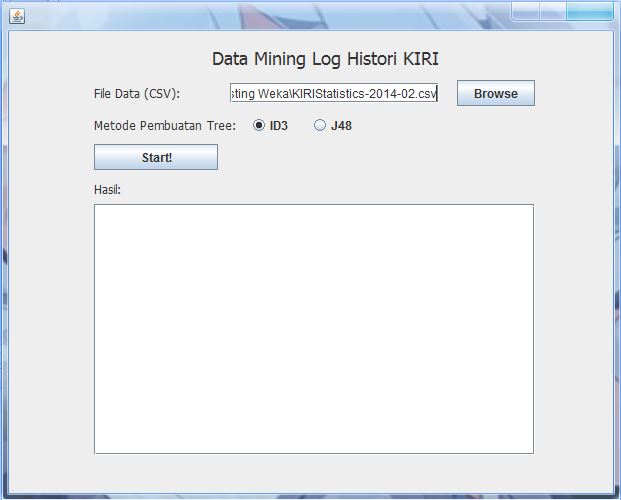 Data Mining Log Histori KIRI
File Data (CSV): sting Weka\KIRIStatistics-2014-02.csv Browse
Metode Pembuatan Tree: ID3 J48
Start!
Hasil: